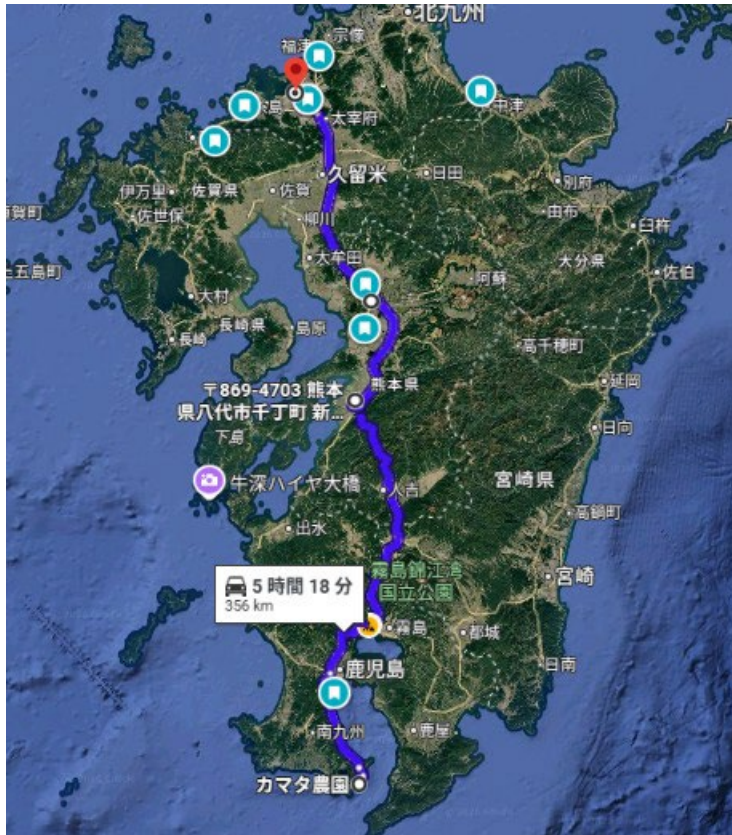 北九州
宗像
福津
中津
太宰府
久留米
日田
別府
伊万里
佐賀県
佐賀
由布
佐世保
柳川
臼杵
大牟田
大分県
佐伯
五島町
阿蘇
大村
長崎県
島原
長崎
高千穂町
〒869-4703 熊本
県八代市千丁町 新...
熊本県
延岡
下島
日向
牛深ハイヤ大橋
人吉
宮崎県
高鍋町
出水
霧島錦江湾
国立公園
5 時間 18 分
356 km
宮崎
霧島
都城
鹿児島
日南
南九州
鹿屋
カマタ農園